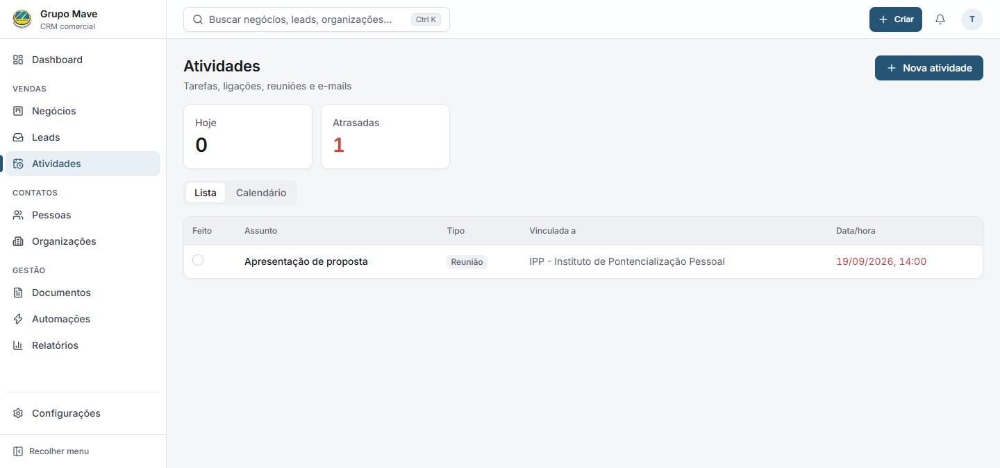 Grupo Mave
CRM comercial
Buscar negócios, leads, organizações...
Ctrl K
Criar
T
Dashboard
VENDAS
Negócios
Leads
Atividades
CONTATOS
Pessoas
Organizações
GESTÃO
Documentos
Automações
Relatórios
Configurações
Recolher menu
Atividades
Tarefas, ligações, reuniões e e-mails
Nova atividade
Hoje
0
Atrasadas
1
Lista Calendário
Feito Assunto Tipo Vinculada a Data/hora
Apresentação de proposta Reunião IPP - Instituto de Pontencialização Pessoal 19/09/2026, 14:00